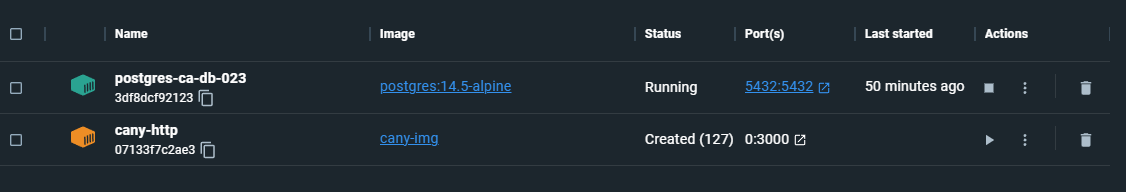 Name Image Status Port(s) Last started Actions
postgres-ca-db-023 postgres:14.5-alpine Running 5432:5432 50 minutes ago
3df8dcf92123
cany-http cany-img Created (127) 0:3000
07133f7c2ae3